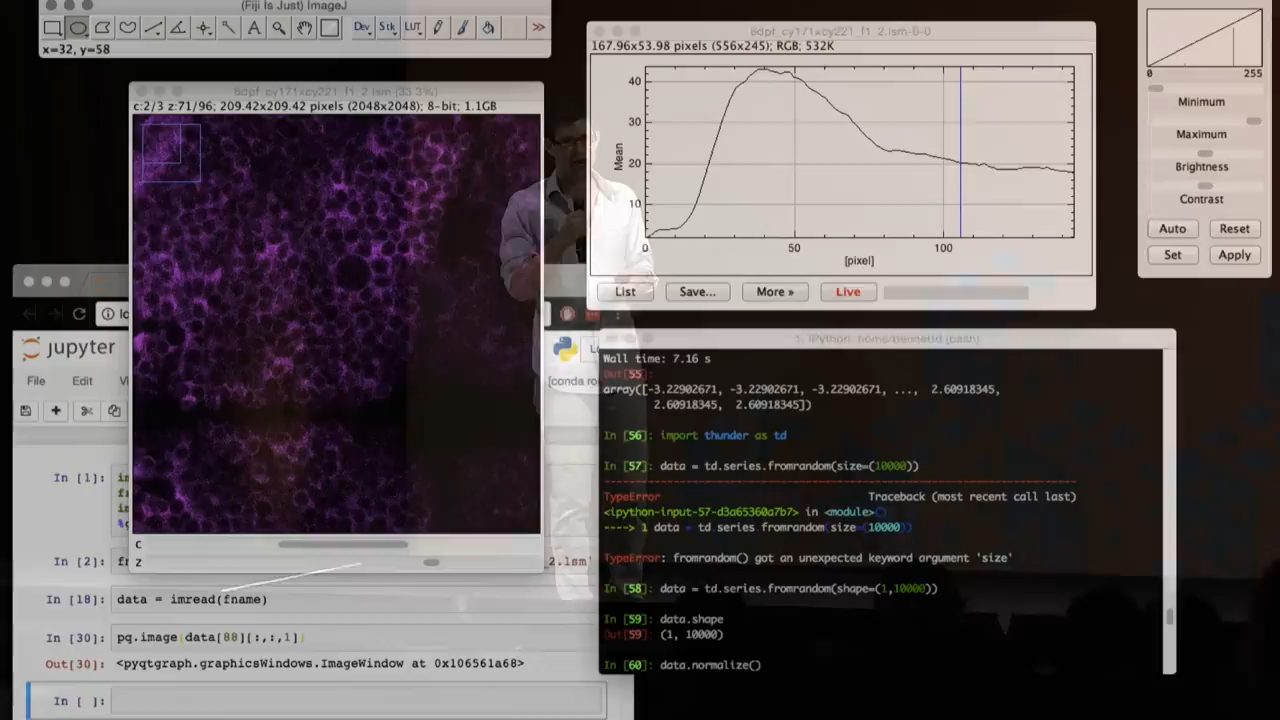 (Fiji Is Just) ImageJ
Dev Stk LUT
x=32, y=58
6dpf_cy171xcy221_f1_2.lsm (33.3%)
c:2/3 z:71/96; 209.42x209.42 pixels (2048x2048); 8-bit; 1.1GB
C
Z
167.96x53.98 pixels (556x245); RGB; 532K
40
30
20
10
0 50 100
Mean
[pixel]
List Save... More » Live
0 255
Minimum
Maximum
Brightness
Contrast
Auto Reset
Set Apply
jupyter
File Edit
[conda ro
In [1]:
In [2]:
_2.lsm'
In [18]: data = imread(fname)
In [30]: pq.image(data[88][:,:,1])
Out[30]: <pyqtgraph.graphicsWindows.ImageWindow at 0x106561a68>
In [ ]:
Wall time: 7.16 s
Out[55]:
array([-3.22902671, -3.22902671, -3.22902671, ..., 2.60918345,
2.60918345, 2.60918345])
In [56]: import thunder as td
In [57]: data = td.series.fromrandom(size=(10000))
TypeError Traceback (most recent call last)
<ipython-input-57-d3a65360a7b7> in <module>()
----> 1 data = td.series.fromrandom(size=(10000))
TypeError: fromrandom() got an unexpected keyword argument 'size'
In [58]: data = td.series.fromrandom(shape=(1,10000))
In [59]: data.shape
Out[59]: (1, 10000)
In [60]: data.normalize()